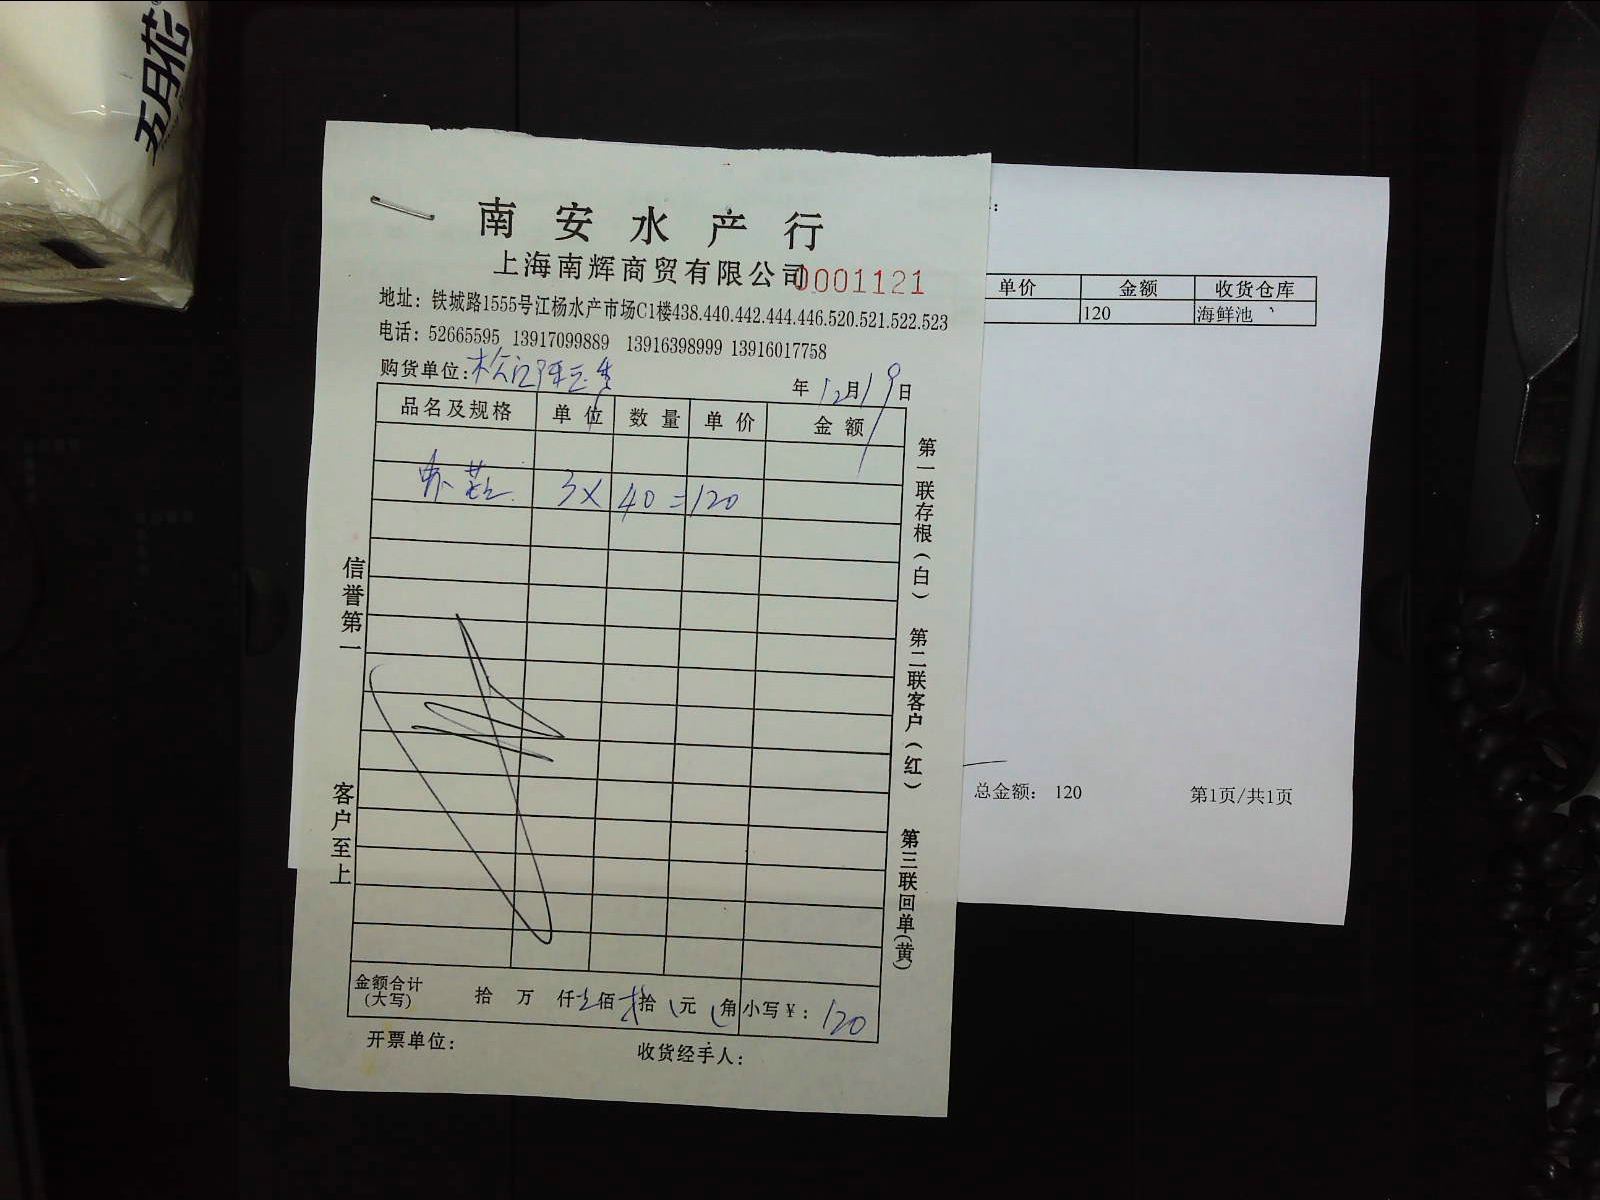 五月花
南安水产行
上海南辉商贸有限公司 0001121
地址：铁城路1555号江杨水产市场C1楼438.440.442.444.446.520.521.522.523
电话：52665595 13917099889 13916398999 13916017758
购货单位：松江
年12月19日
品名及规格 单位 数量 单价 金额
虾 3× 40=120
信誉第一
客户至上
第一联存根(白)
第二联客户(红)
第三联回单(黄)
金额合计(大写) 拾 万 仟 佰 拾 元 角 小写¥：120
开票单位：
收货经手人：
单价 金额 收货仓库
120 海鲜池
总金额： 120 第1页/共1页